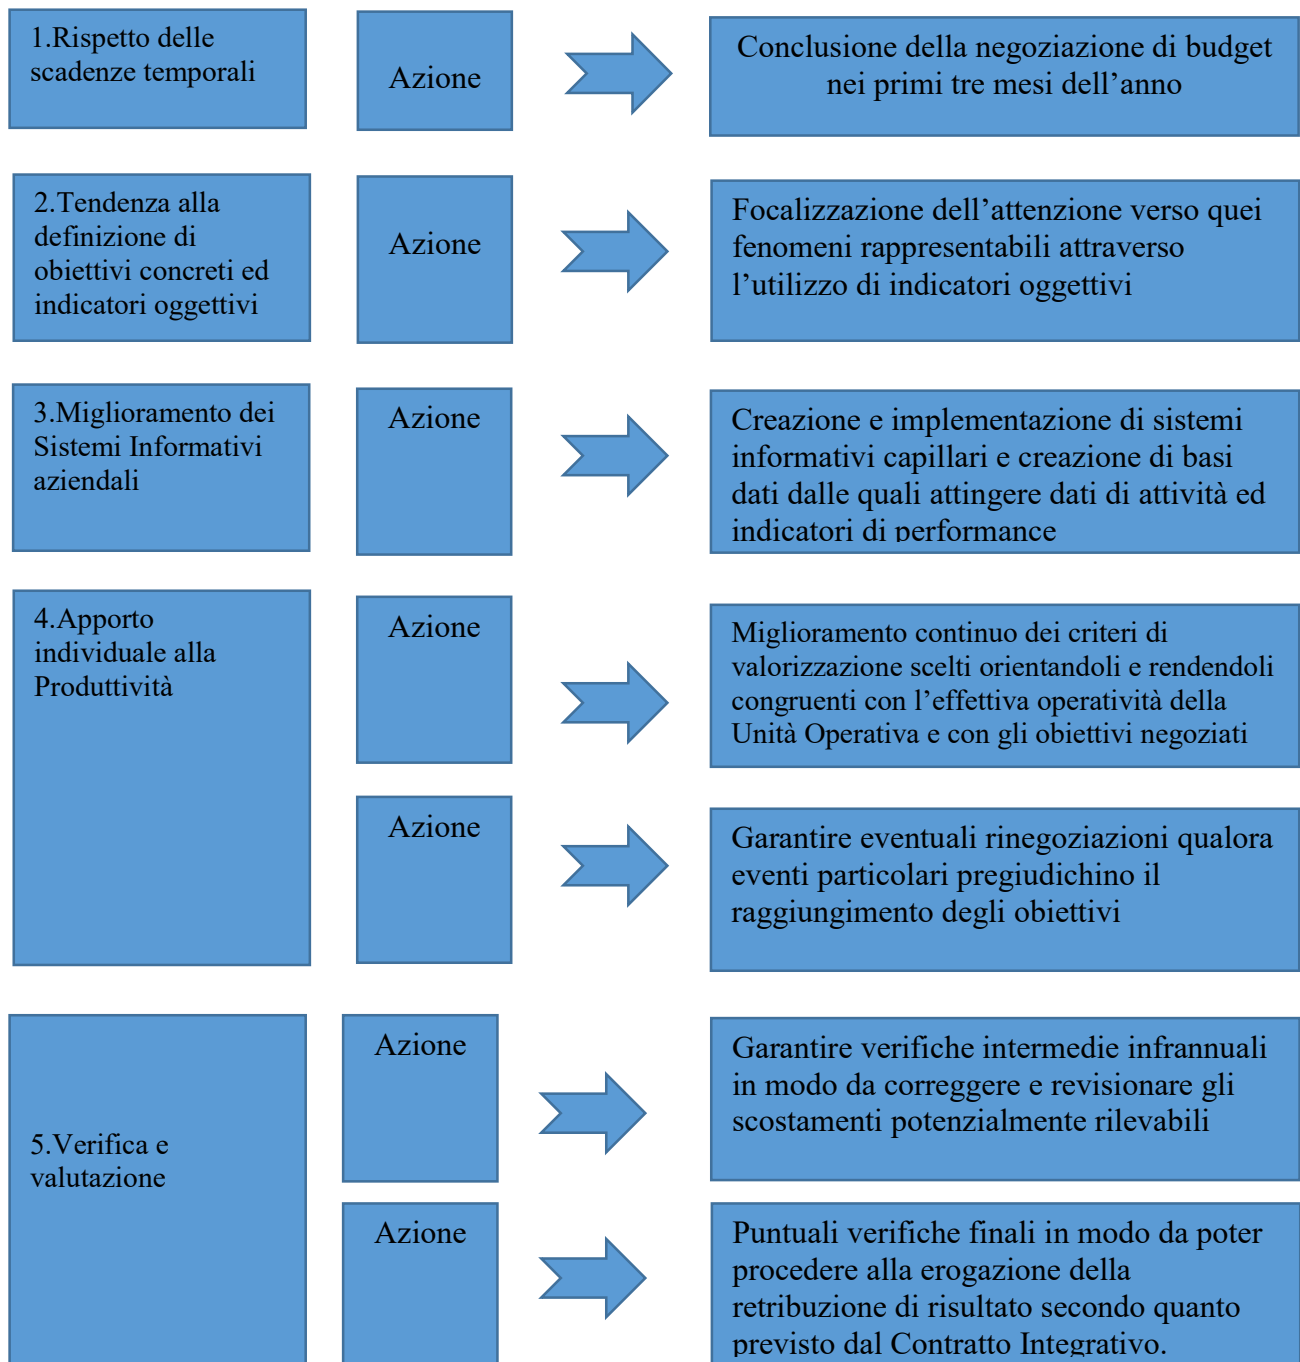 1.Rispetto delle
scadenze temporali
Azione
Conclusione della negoziazione di budget
nei primi tre mesi dell’anno
2.Tendenza alla
definizione di
obiettivi concreti ed
indicatori oggettivi
Azione
Focalizzazione dell’attenzione verso quei
fenomeni rappresentabili attraverso
l’utilizzo di indicatori oggettivi
3.Miglioramento dei
Sistemi Informativi
aziendali
Azione
Creazione e implementazione di sistemi
informativi capillari e creazione di basi
dati dalle quali attingere dati di attività ed
indicatori di performance
4.Apporto
individuale alla
Produttività
Azione
Miglioramento continuo dei criteri di
valorizzazione scelti orientandoli e rendendoli
congruenti con l’effettiva operatività della
Unità Operativa e con gli obiettivi negoziati
Azione
Garantire eventuali rinegoziazioni qualora
eventi particolari pregiudichino il
raggiungimento degli obiettivi
5.Verifica e
valutazione
Azione
Garantire verifiche intermedie infrannuali
in modo da correggere e revisionare gli
scostamenti potenzialmente rilevabili
Azione
Puntuali verifiche finali in modo da poter
procedere alla erogazione della
retribuzione di risultato secondo quanto
previsto dal Contratto Integrativo.